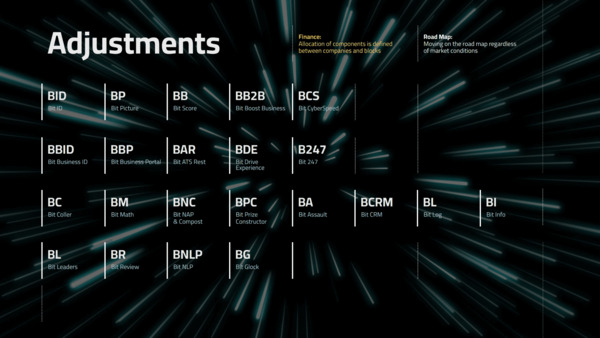 Adjustments
Finance:
Allocation of components is defined
between companies and blocks
Road Map:
Moving on the road map regardless
of market conditions
BID
Bit ID
BP
Bit Picture
BB
Bit Score
BB2B
Bit Boost Business
BCS
Bit CyberSpeed
BBID
Bit Business ID
BBP
Bit Business Portal
BAR
Bit ATS Rest
BDE
Bit Drive
Experience
B247
Bit 247
BC
Bit Coller
BM
Bit Math
BNC
Bit NAP
& Compost
BPC
Bit Prize
Constructor
BA
Bit Assault
BCRM
Bit CRM
BL
Bit Log
BI
Bit Info
BL
Bit Leaders
BR
Bit Review
BNLP
Bit NLP
BG
Bit Glock